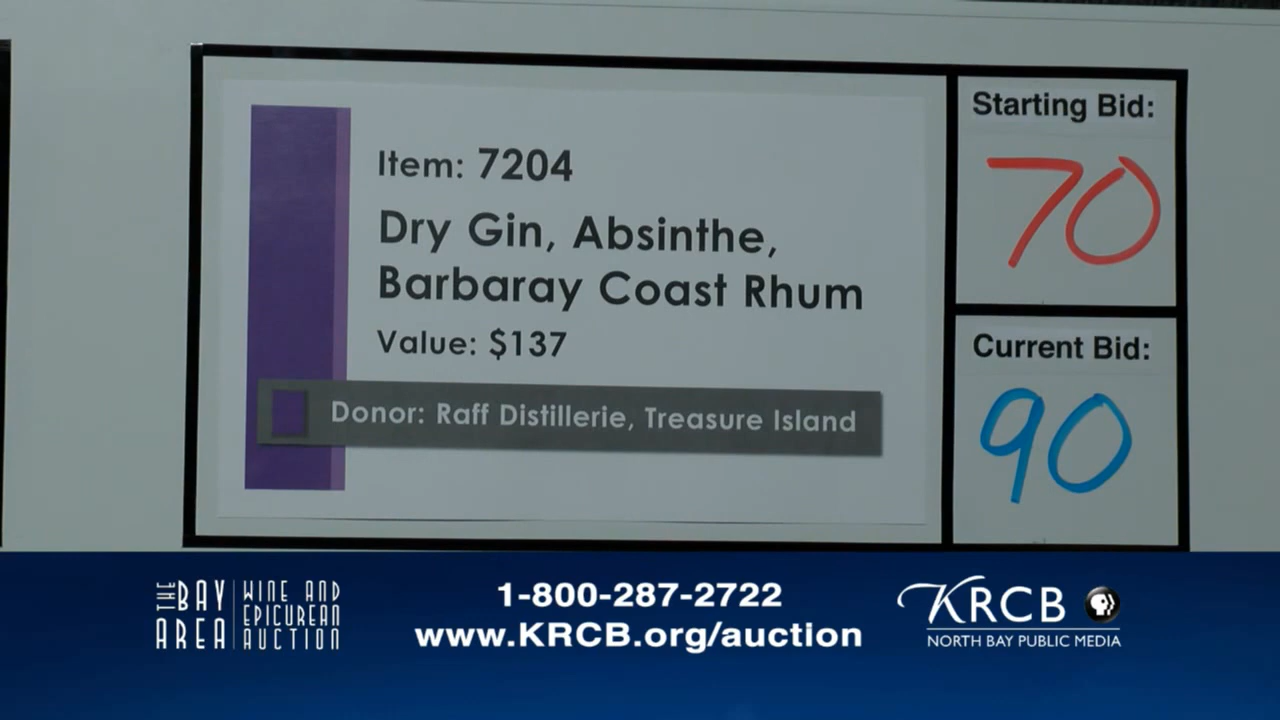 Item: 7204
Dry Gin, Absinthe,
Barbaray Coast Rhum
Value: $137
Donor: Raff Distillerie, Treasure Island
Starting Bid:
70
Current Bid:
90
THE BAY AREA
WINE AND
EPICUREAN
AUCTION
1-800-287-2722
www.KRCB.org/auction
KRCB
NORTH BAY PUBLIC MEDIA